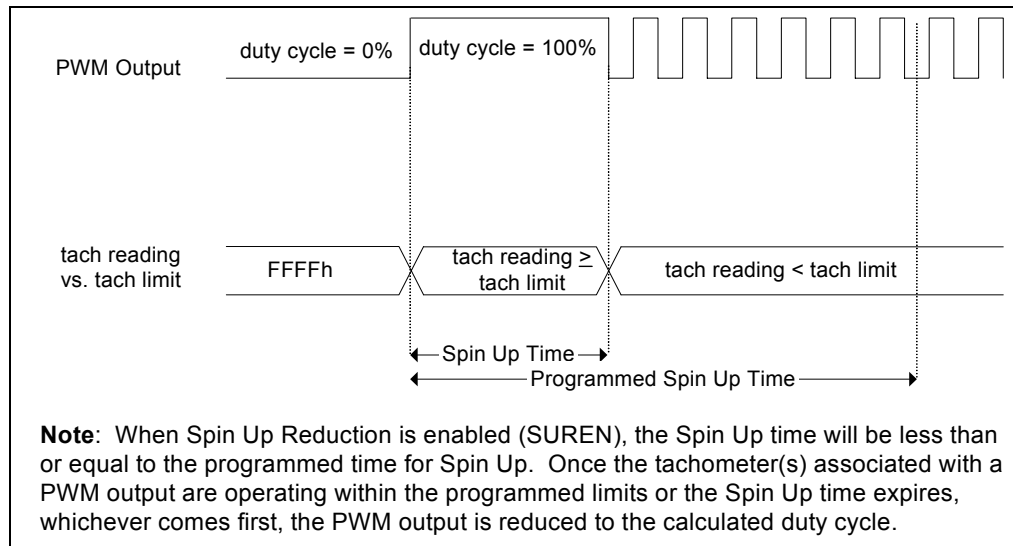 duty cycle = 0%
duty cycle = 100%
PWM Output
tach reading
vs. tach limit
FFFFh
tach reading ≥
tach limit
tach reading < tach limit
Spin Up Time
Programmed Spin Up Time
Note: When Spin Up Reduction is enabled (SUREN), the Spin Up time will be less than
or equal to the programmed time for Spin Up. Once the tachometer(s) associated with a
PWM output are operating within the programmed limits or the Spin Up time expires,
whichever comes first, the PWM output is reduced to the calculated duty cycle.